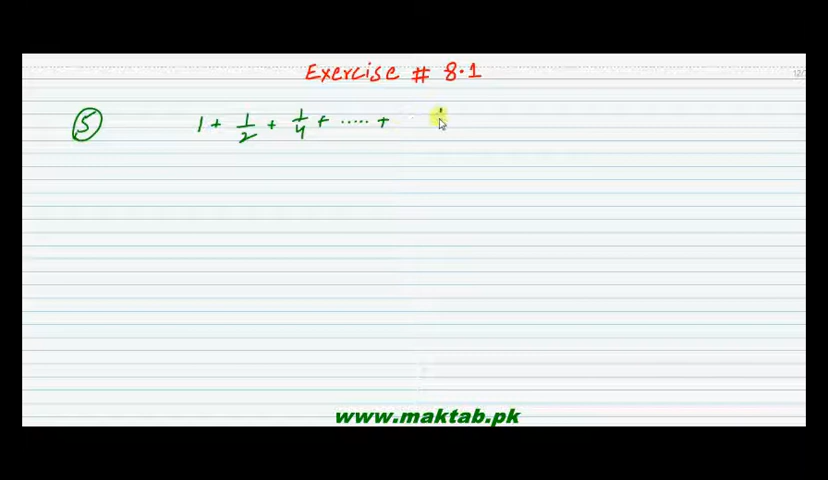 Exercise # 8.1
5 1 + 1/2 + 1/4 + ..... +
www.maktab.pk